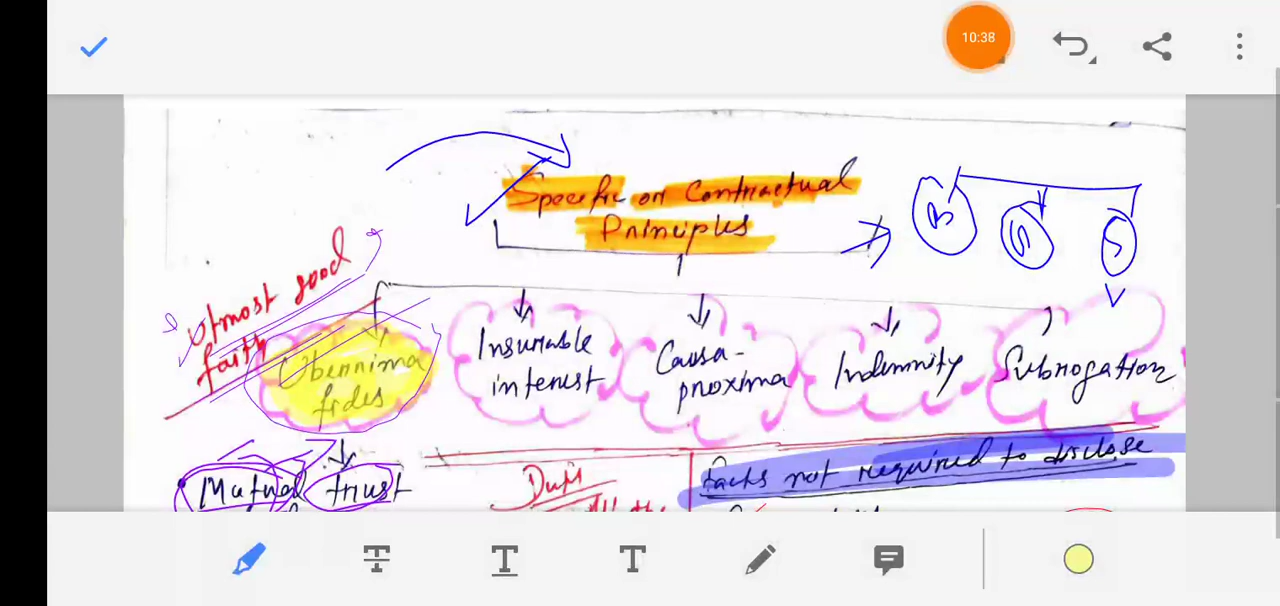 10:38
Specific or Contractual
Principles
B
G
S
Utmost good
faith
Uberrima
fides
Insurable
interest
Causa-
proxima
Indemnity
Subrogation
Mutual trust
Facts not required to disclose
T
T
T